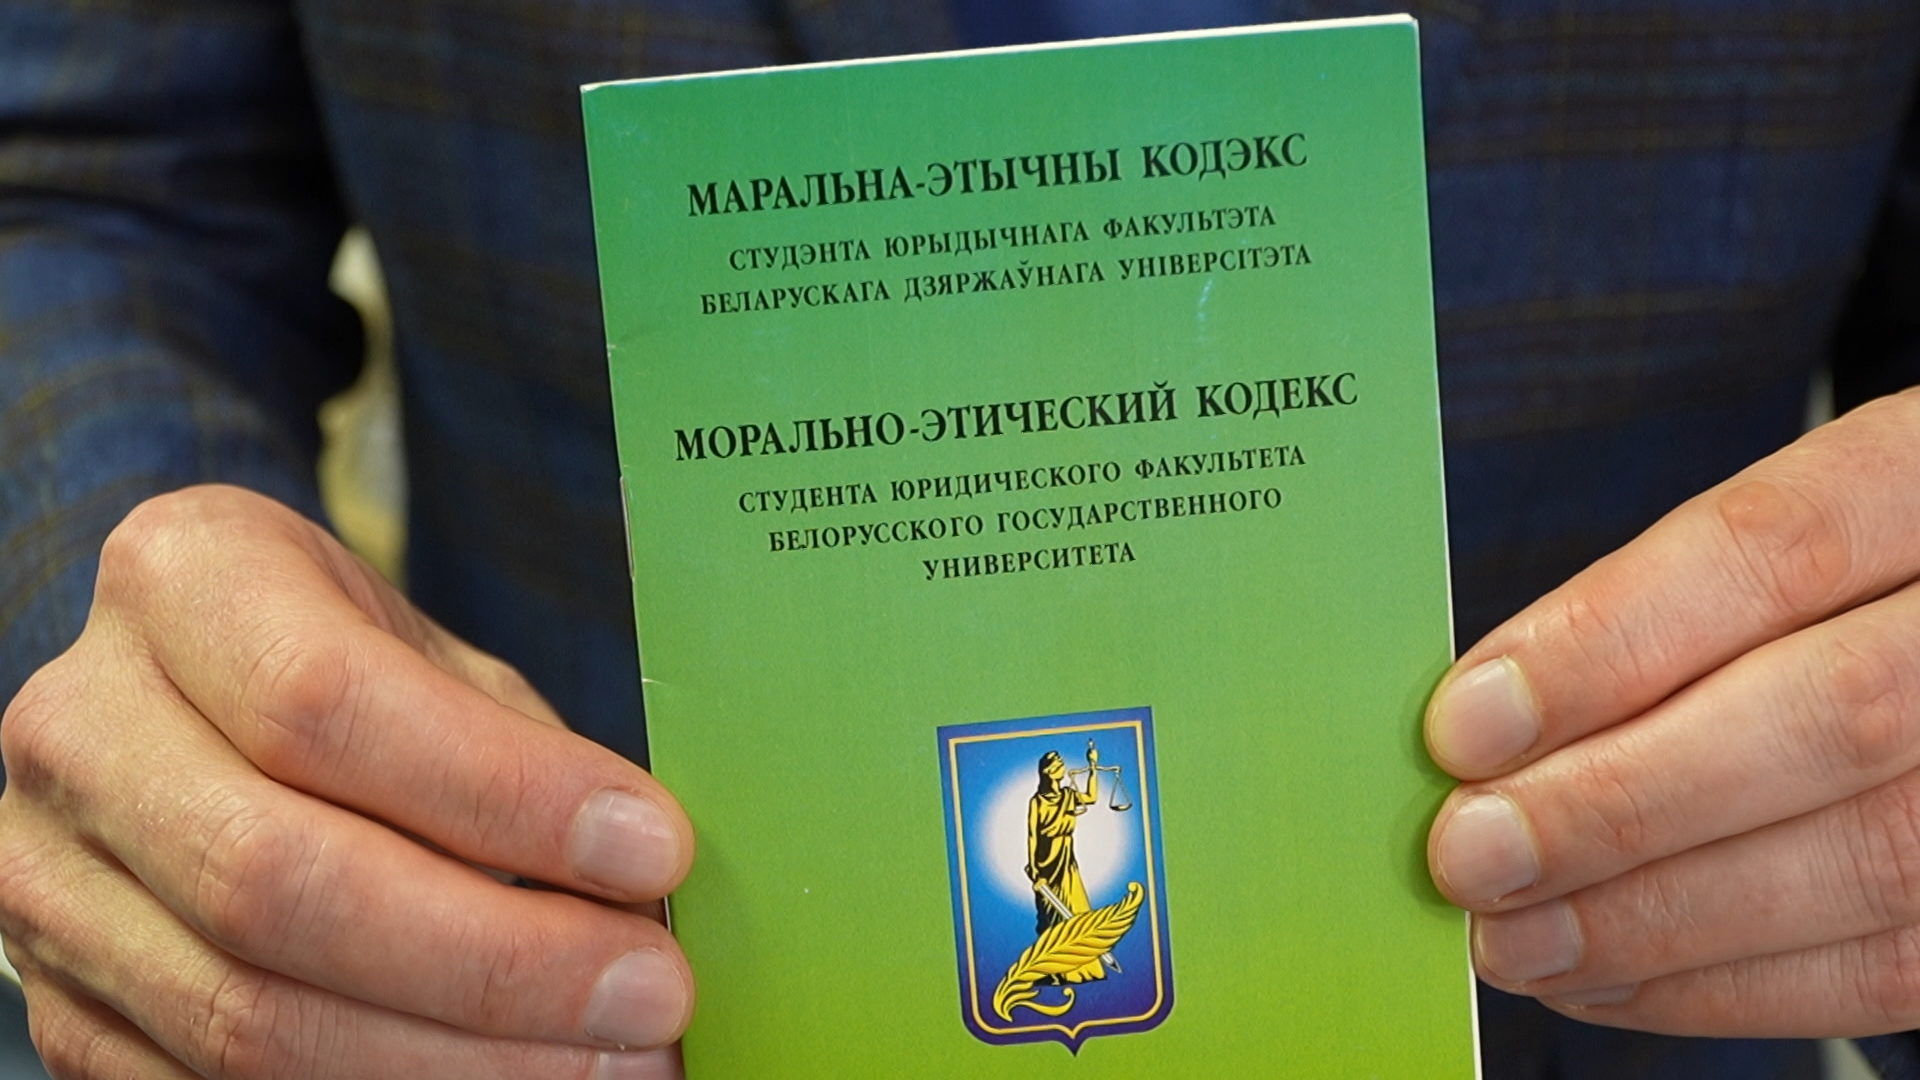 МАРАЛЬНА-ЭТЫЧНЫ КОДЭКС
СТУДЭНТА ЮРЫДЫЧНАГА ФАКУЛЬТЭТА
БЕЛАРУСКАГА ДЗЯРЖАЎНАГА УНІВЕРСІТЭТА
МОРАЛЬНО-ЭТИЧЕСКИЙ КОДЕКС
СТУДЕНТА ЮРИДИЧЕСКОГО ФАКУЛЬТЕТА
БЕЛОРУССКОГО ГОСУДАРСТВЕННОГО
УНИВЕРСИТЕТА